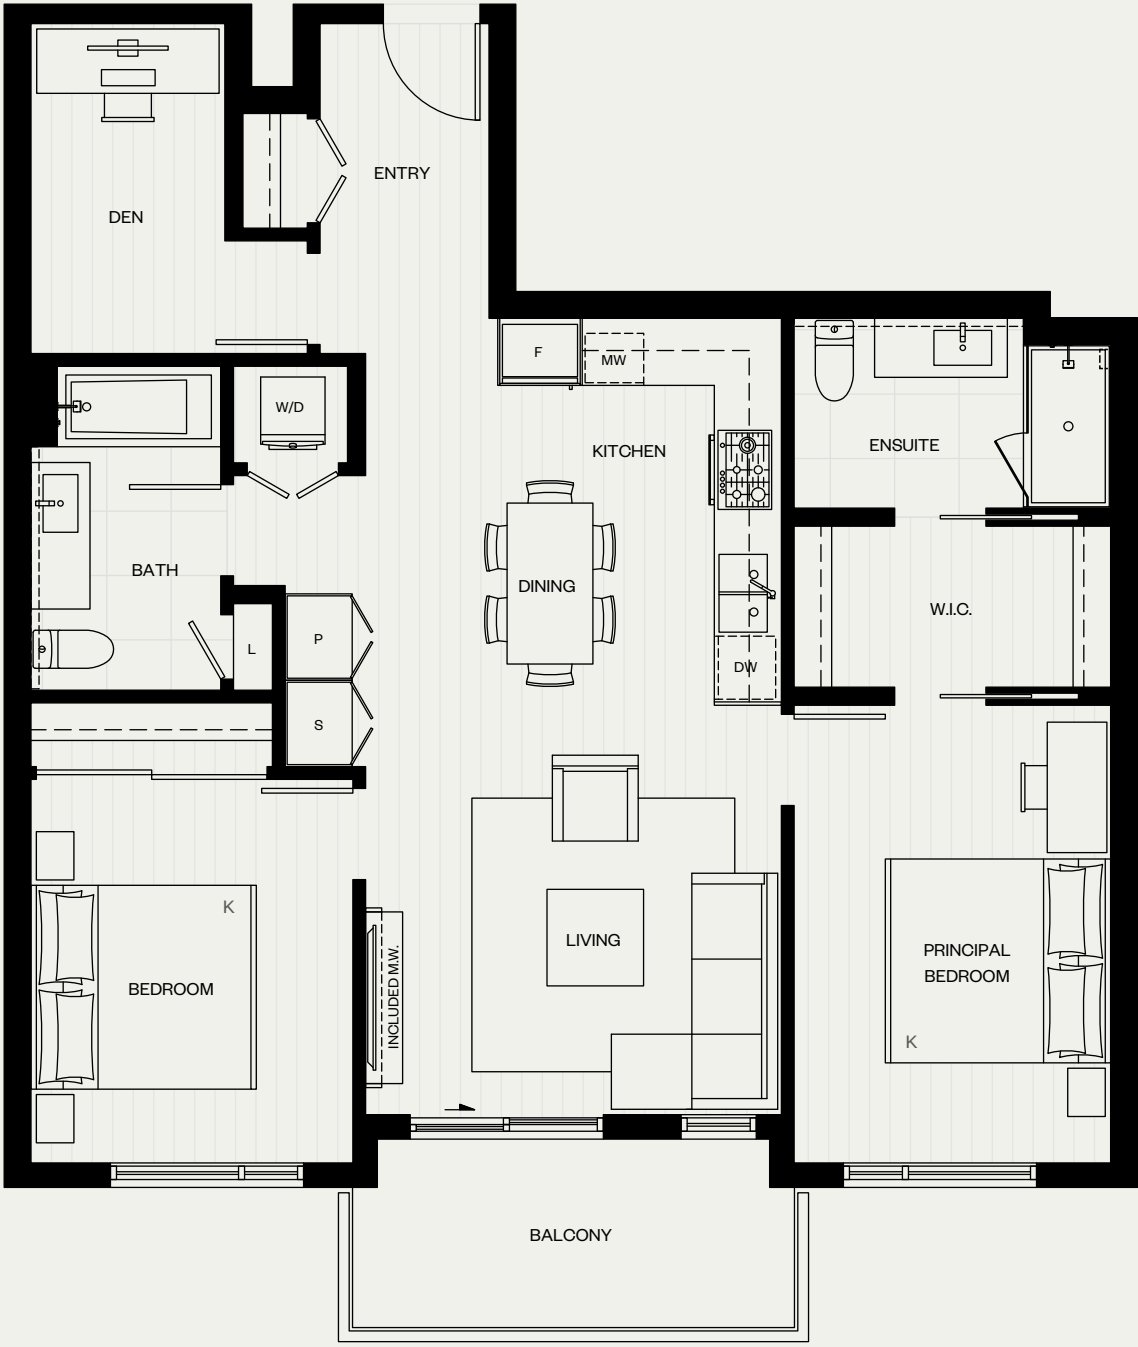 ENTRY
DEN
F
MW
W/D
KITCHEN
ENSUITE
BATH
DINING
W.I.C.
P
L
DW
S
K
LIVING
PRINCIPAL
BEDROOM
BEDROOM
INCLUDED M.W.
K
BALCONY